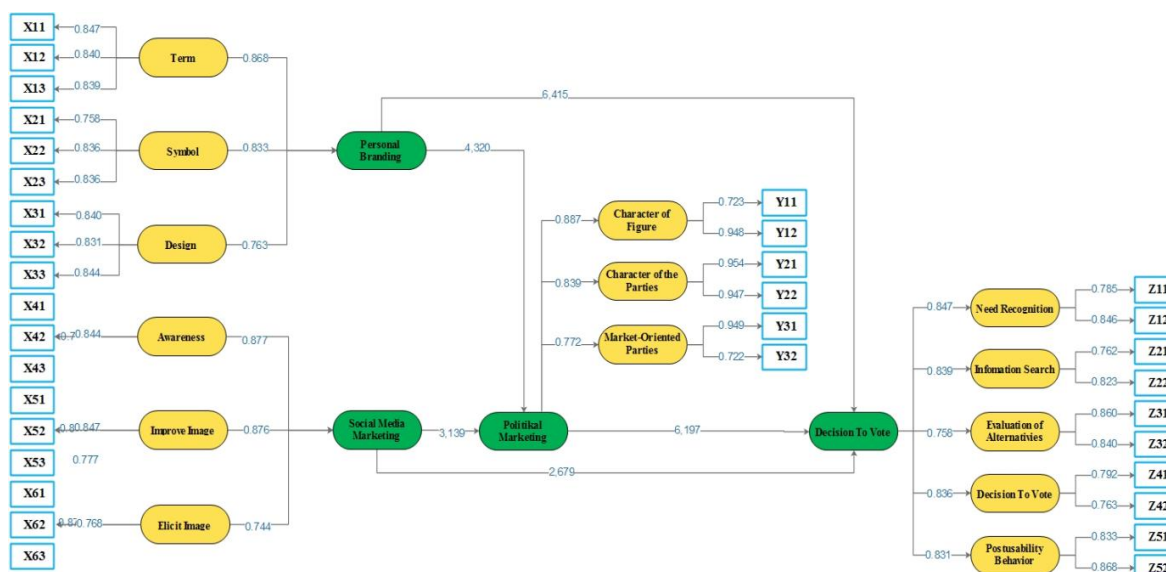 X11
0.847
X12
0.840
X13
0.839
Term
0.868
X21
0.758
X22
0.836
X23
0.836
Symbol
0.833
X31
0.840
X32
0.831
X33
0.844
Design
0.763
X41
X42
0.844
X43
Awareness
0.877
X51
X52
0.847
X53
0.777
Improve Image
0.876
X61
X62
0.768
X63
Elicit Image
0.744
Personal
Branding
6,415
4,320
Social Media
Marketing
3,139
2,679
Politikal
Marketing
6,197
0.887
Character of
Figure
0.723
Y11
0.948
Y12
0.839
Character of the
Parties
0.954
Y21
0.947
Y22
0.772
Market-Oriented
Parties
0.949
Y31
0.722
Y32
Decision To Vote
0.847
Need Recognition
0.785
Z11
0.846
Z12
0.839
Infomation Search
0.762
Z21
0.823
Z22
0.758
Evaluation of
Alternativies
0.860
Z31
0.840
Z32
0.836
Decision To Vote
0.792
Z41
0.763
Z42
0.831
Postusability
Behavior
0.833
Z51
0.868
Z52